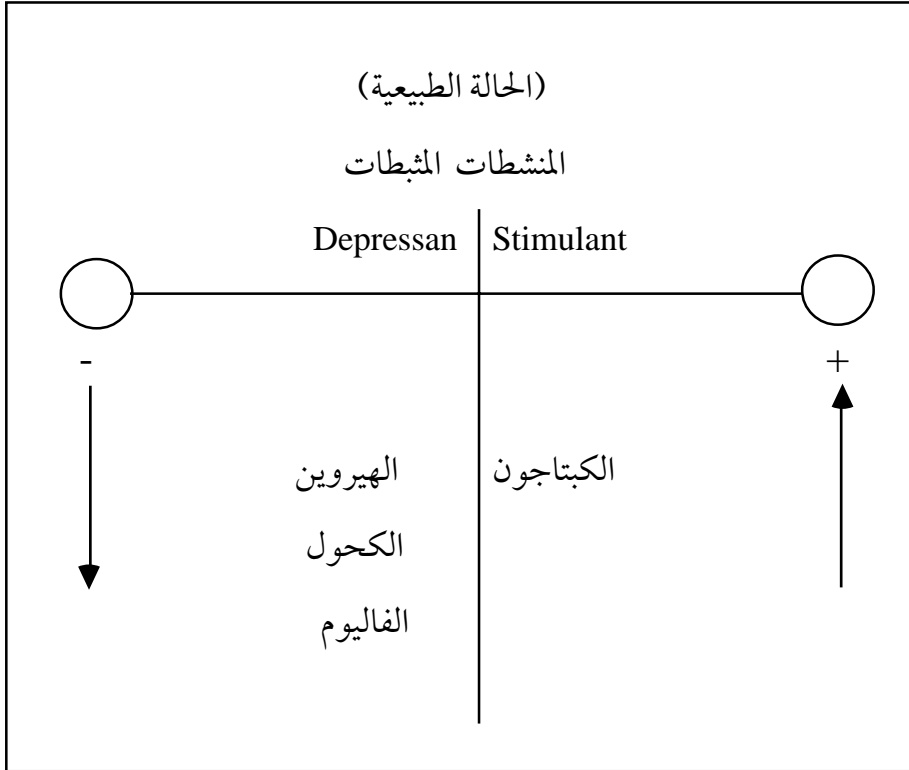 (الحالة الطبيعية)
المنشطات المثبطات
Depressan Stimulant
- +
الهيروين الكبتاجون
الكحول
الفاليوم